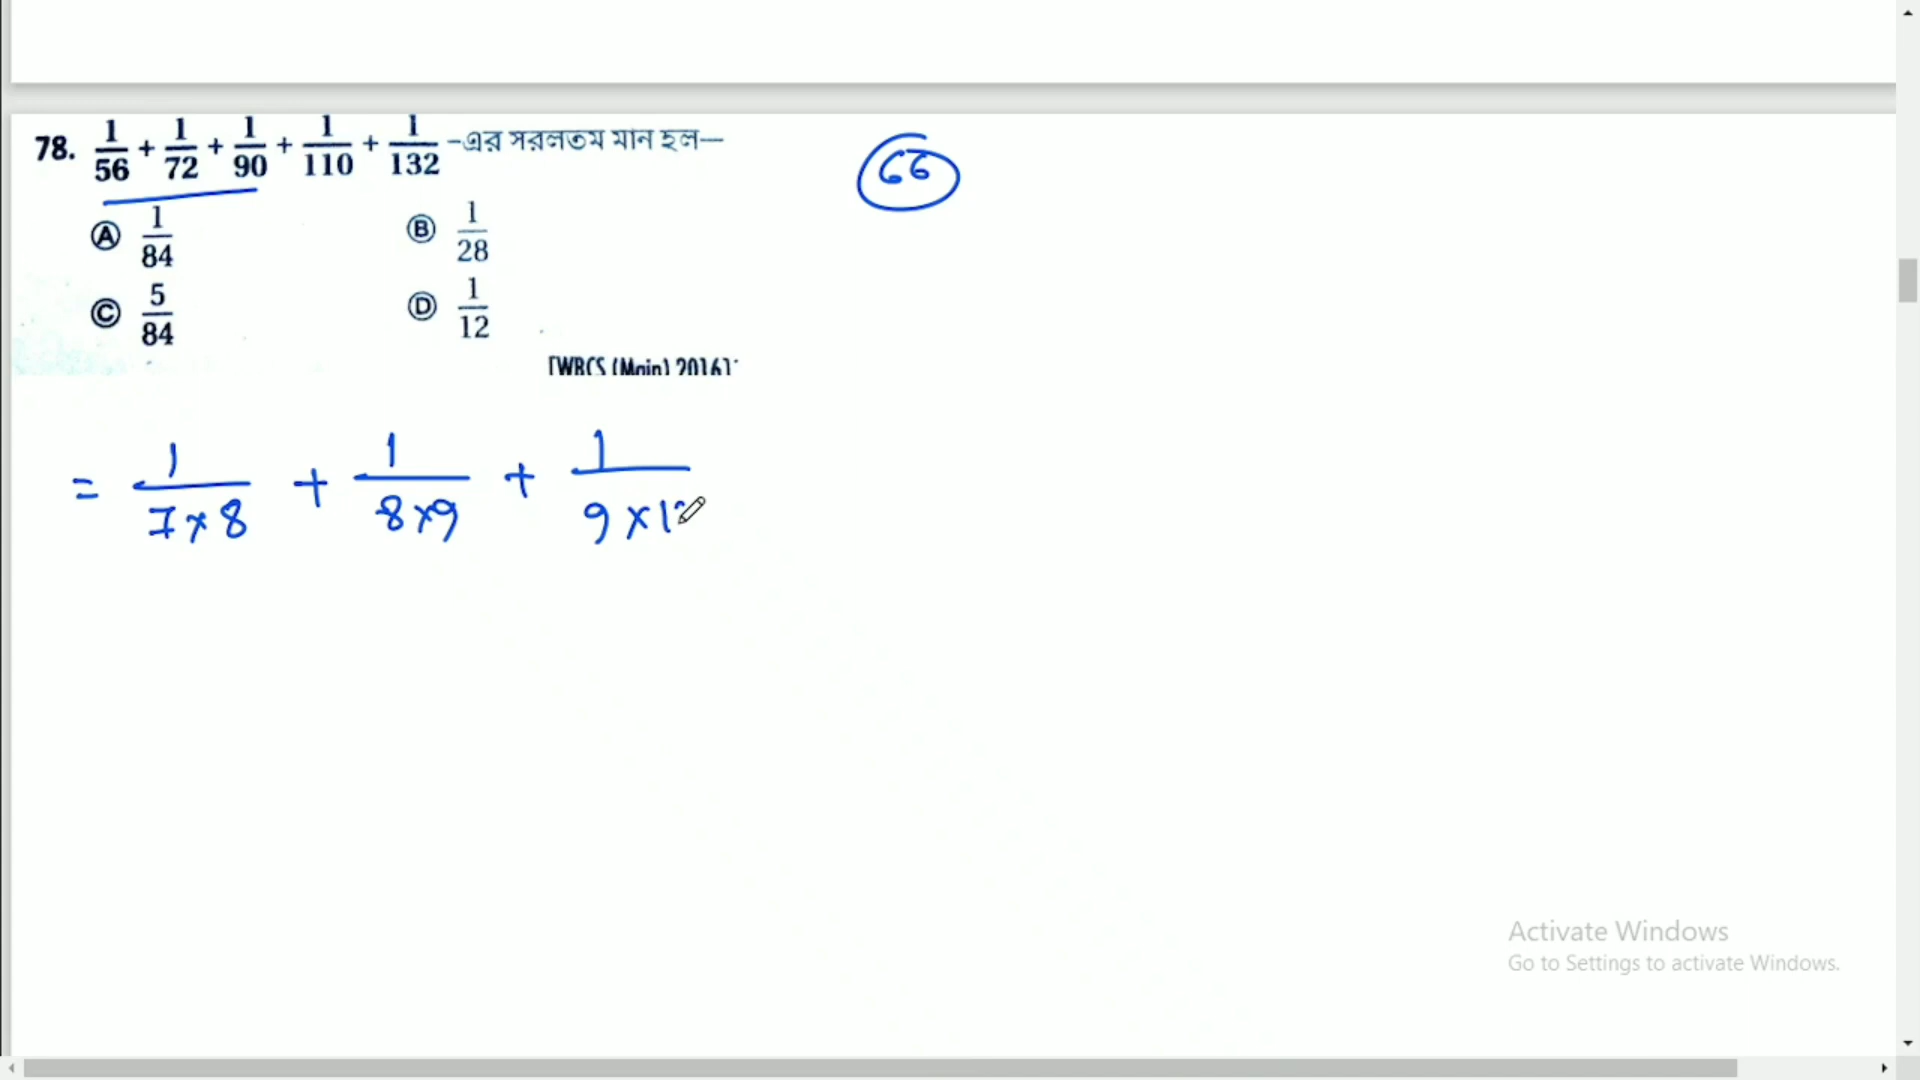 78. 1/56 + 1/72 + 1/90 + 1/110 + 1/132 –এর সরলতম মান হল—
66
Ⓐ 1/84 Ⓑ 1/28
Ⓒ 5/84 Ⓓ 1/12
[WBCS (Main) 2016]
= 1/7×8 + 1/8×9 + 1/9×1
Activate Windows
Go to Settings to activate Windows.